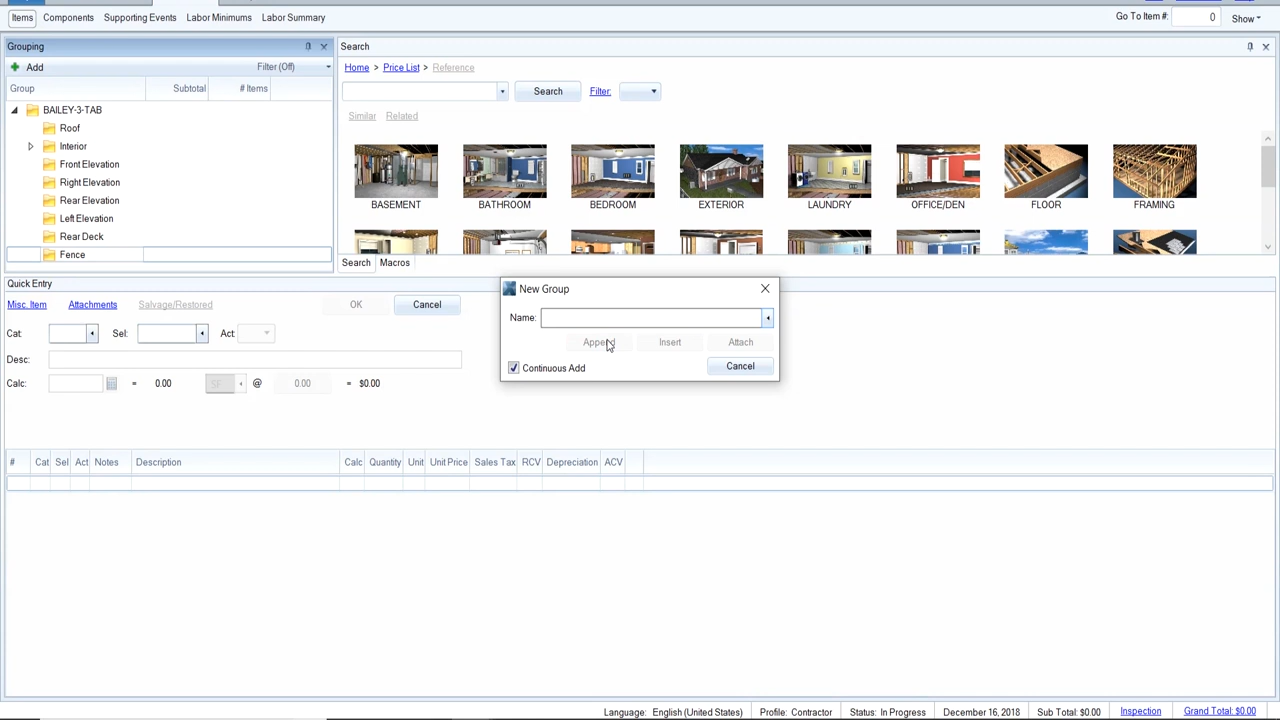 Items Components Supporting Events Labor Minimums Labor Summary Go To Item #: 0 Show
Grouping
Add Filter (Off)
Group Subtotal # Items
BAILEY-3-TAB
Roof
Interior
Front Elevation
Right Elevation
Rear Elevation
Left Elevation
Rear Deck
Fence
Search
Home > Price List > Reference
Search Filter:
Similar Related
BASEMENT BATHROOM BEDROOM EXTERIOR LAUNDRY OFFICE/DEN FLOOR FRAMING
Search Macros
Quick Entry
Misc. Item Attachments Salvage/Restored OK Cancel
Cat: Sel: Act:
Desc:
Calc: = 0.00 SF @ 0.00 = $0.00
New Group
Name:
Append Insert Attach
Continuous Add Cancel
# Cat Sel Act Notes Description Calc Quantity Unit Unit Price Sales Tax RCV Depreciation ACV
Language: English (United States) Profile: Contractor Status: In Progress December 16, 2018 Sub Total: $0.00 Inspection Grand Total: $0.00